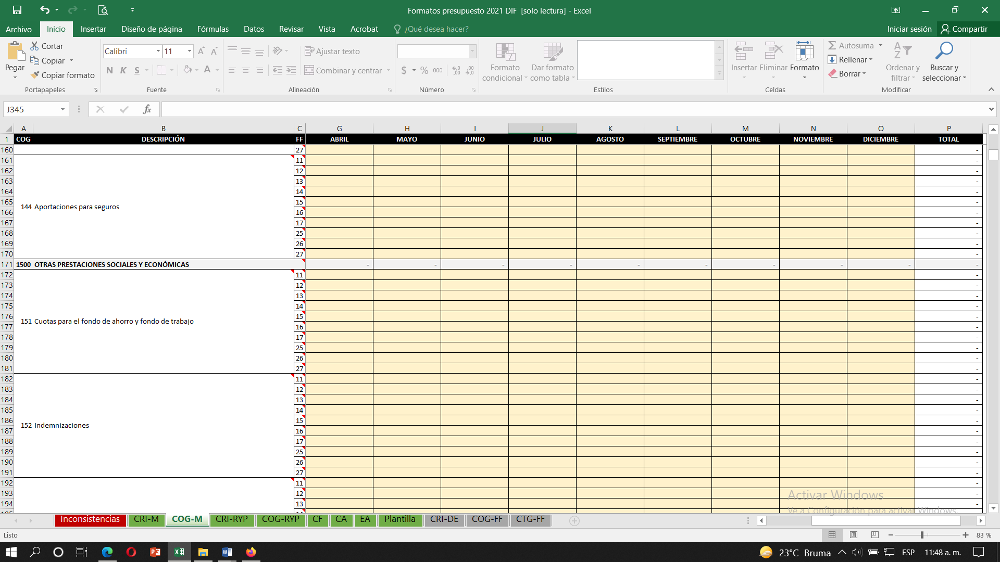 Formatos presupuesto 2021 DIF [solo lectura] - Excel
Archivo Inicio Insertar Diseño de página Fórmulas Datos Revisar Vista Acrobat ¿Qué desea hacer? Iniciar sesión Compartir
Pegar Cortar
Copiar
Copiar formato
Calibri 11
N K S
Ajustar texto
Combinar y centrar
$ % 000
Formato condicional
Dar formato como tabla
Insertar Eliminar Formato
Autosuma
Rellenar
Borrar
Ordenar y filtrar
Buscar y seleccionar
Portapapeles Fuente Alineación Número Estilos Celdas Modificar
J345 fx
A B C G H I J K L M N O P
1 COG DESCRIPCIÓN FF ABRIL MAYO JUNIO JULIO AGOSTO SEPTIEMBRE OCTUBRE NOVIEMBRE DICIEMBRE TOTAL
160 27 -
161 11 -
162 12 -
163 13 -
164 14 -
165 15 -
144 Aportaciones para seguros
166 16 -
167 17 -
168 25 -
169 26 -
170 27 -
171 1500 OTRAS PRESTACIONES SOCIALES Y ECONÓMICAS - - - - - - - - - -
172 11 -
173 12 -
174 13 -
175 14 -
176 15 -
151 Cuotas para el fondo de ahorro y fondo de trabajo
177 16 -
178 17 -
179 25 -
180 26 -
181 27 -
182 11 -
183 12 -
184 13 -
185 14 -
186 15 -
152 Indemnizaciones
187 16 -
188 17 -
189 25 -
190 26 -
191 27 -
192 11 -
193 12 -
194 13 -
Activar Windows
Ve a Configuración para activar Windows.
Inconsistencias CRI-M COG-M CRI-RYP COG-RYP CF CA EA Plantilla CRI-DE COG-FF CTG-FF
Listo 83 %
23°C Bruma ESP 11:48 a. m.